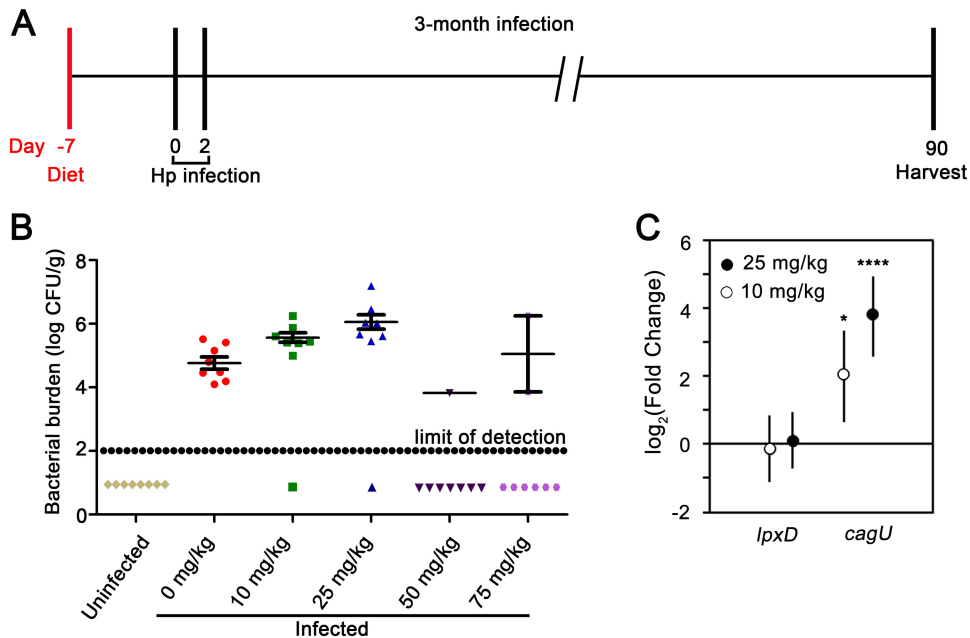 A
3-month infection
Day -7 0 2 90
Diet Hp infection Harvest
B
Bacterial burden (log CFU/g)
8
6
4
2
0
limit of detection
Uninfected
0 mg/kg
10 mg/kg
25 mg/kg
50 mg/kg
75 mg/kg
Infected
C
log2(Fold Change)
6
4
2
0
-2
25 mg/kg
10 mg/kg
*
****
lpxD
cagU